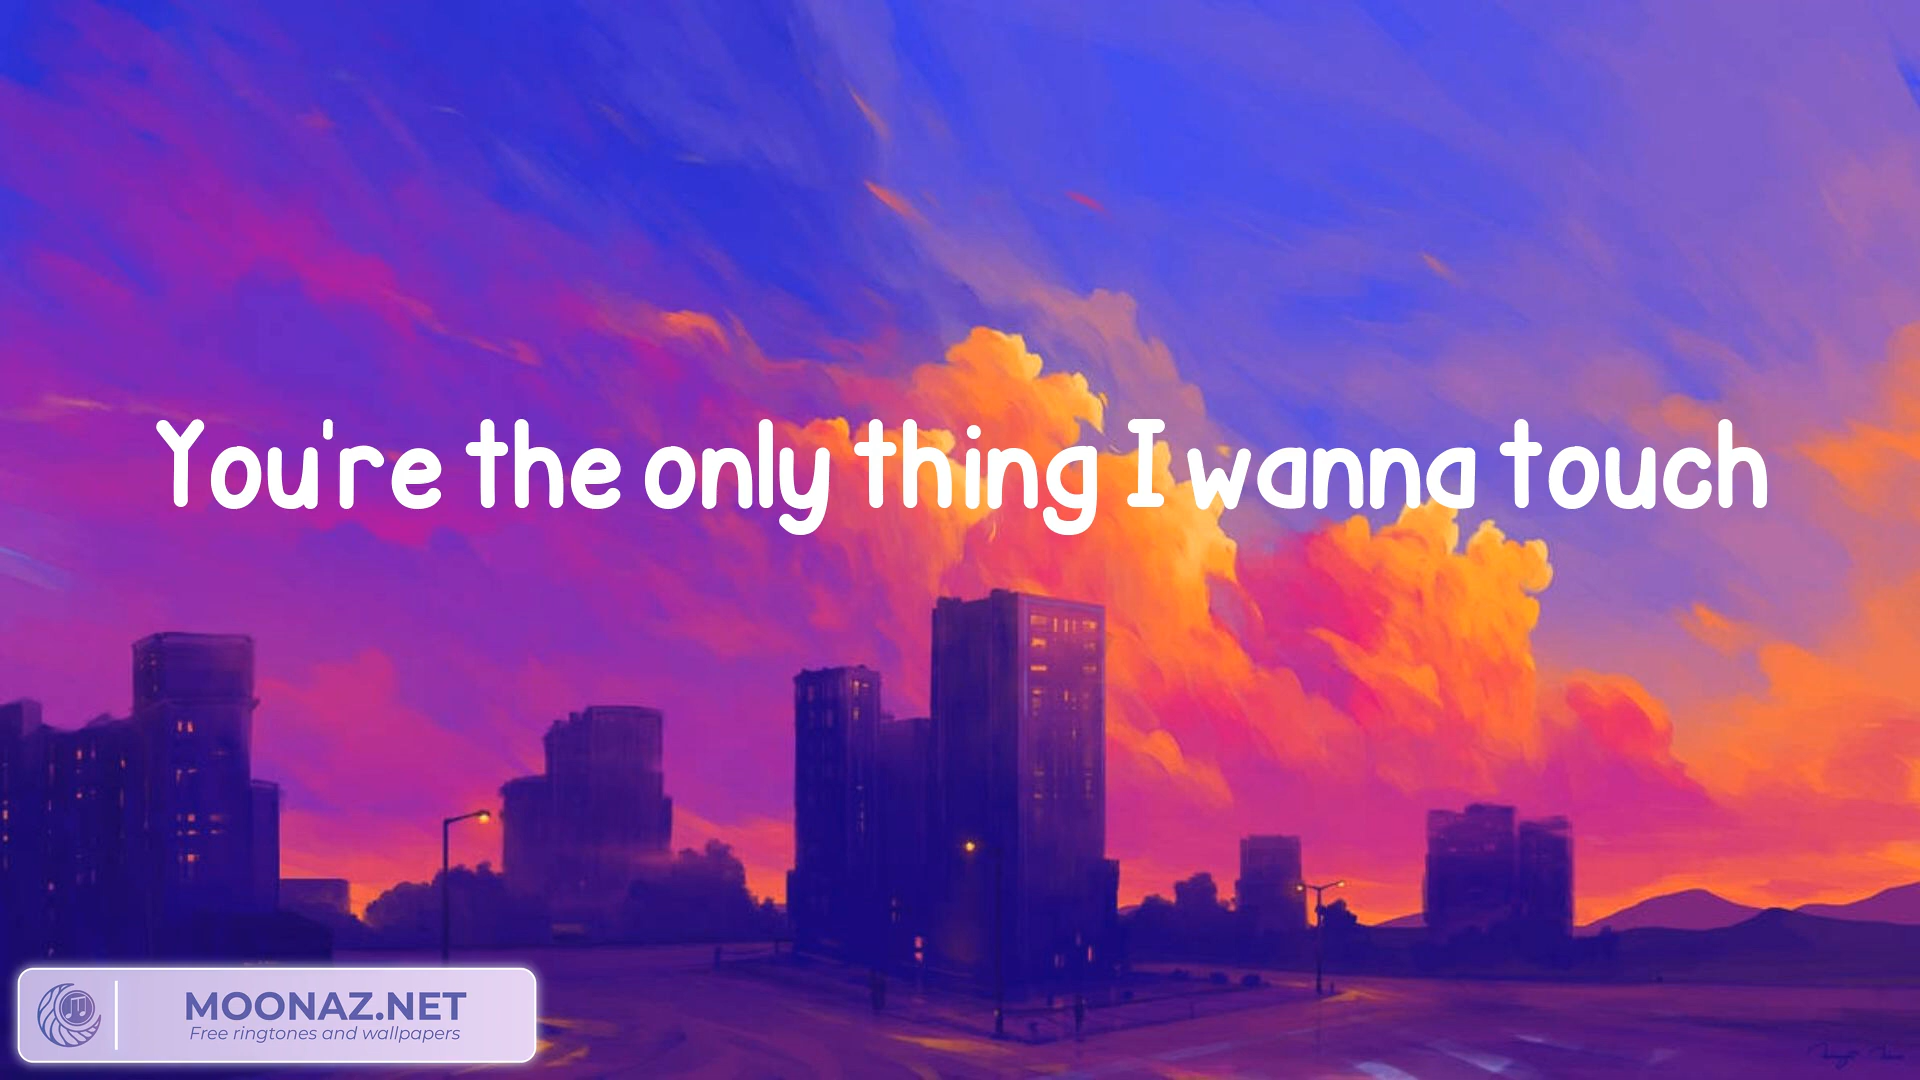 You're the only thing I wanna touch
MOONAZ.NET
Free ringtones and wallpapers